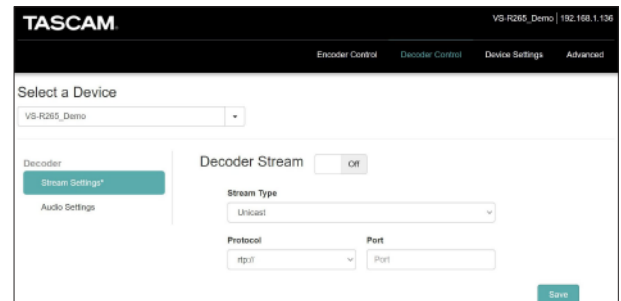 TASCAM
VS-R265_Demo | 192.168.1.136
Encoder Control Decoder Control Device Settings Advanced
Select a Device
VS-R265_Demo
Decoder
Decoder Stream Off
Stream Settings*
Audio Settings
Stream Type
Unicast
Protocol Port
rtp:// Port
Save